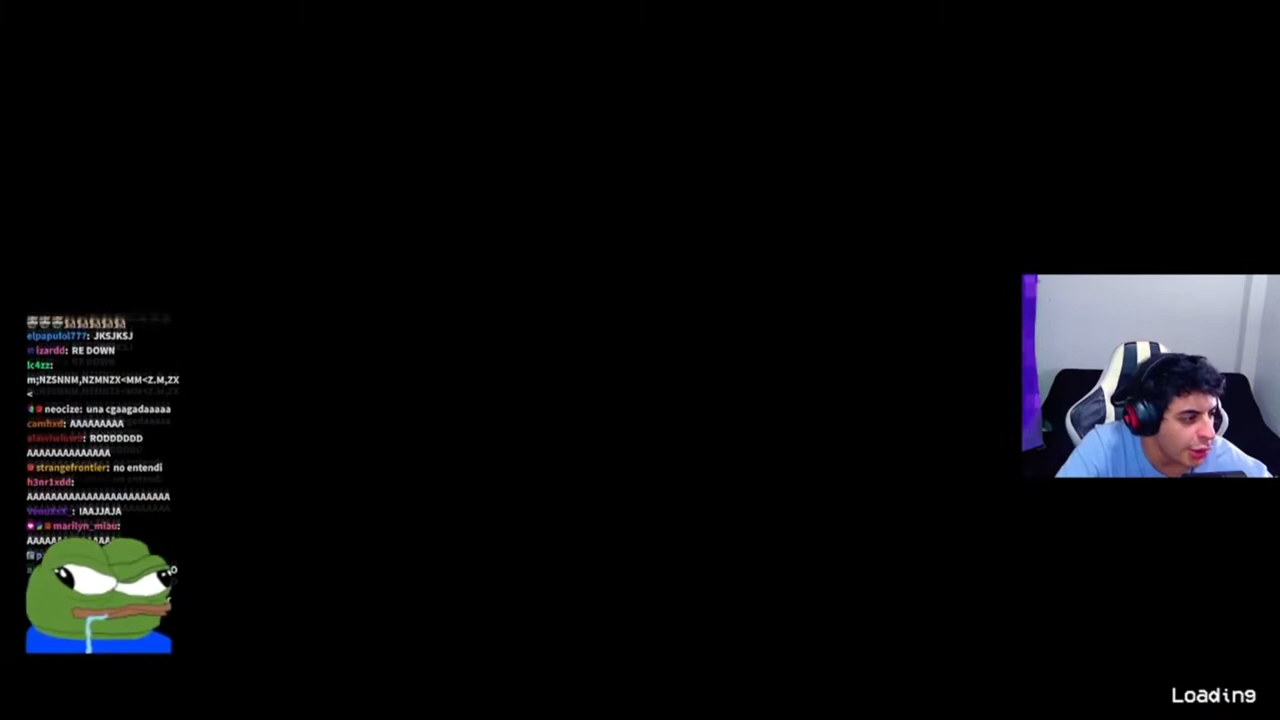 elpapulol777: JKSJKSJ
izardd: RE DOWN
lc4zz:
m;NZSNNM,NZMNZX<MM<Z.M,ZX
<
neocize: una cgaagadaaaaa
camhxd: AAAAAAAAA
RODDDDDD
AAAAAAAAAAAAAA
strangefrontier: no entendi
h3nr1xdd:
AAAAAAAAAAAAAAAAAAAAAAAA
: IAAJJAJA
marilyn_miau:
Loading